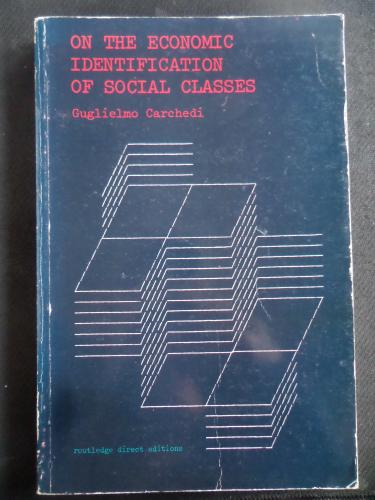 ON THE ECONOMIC
IDENTIFICATION
OF SOCIAL CLASSES
Guglielmo Carchedi
routledge direct editions